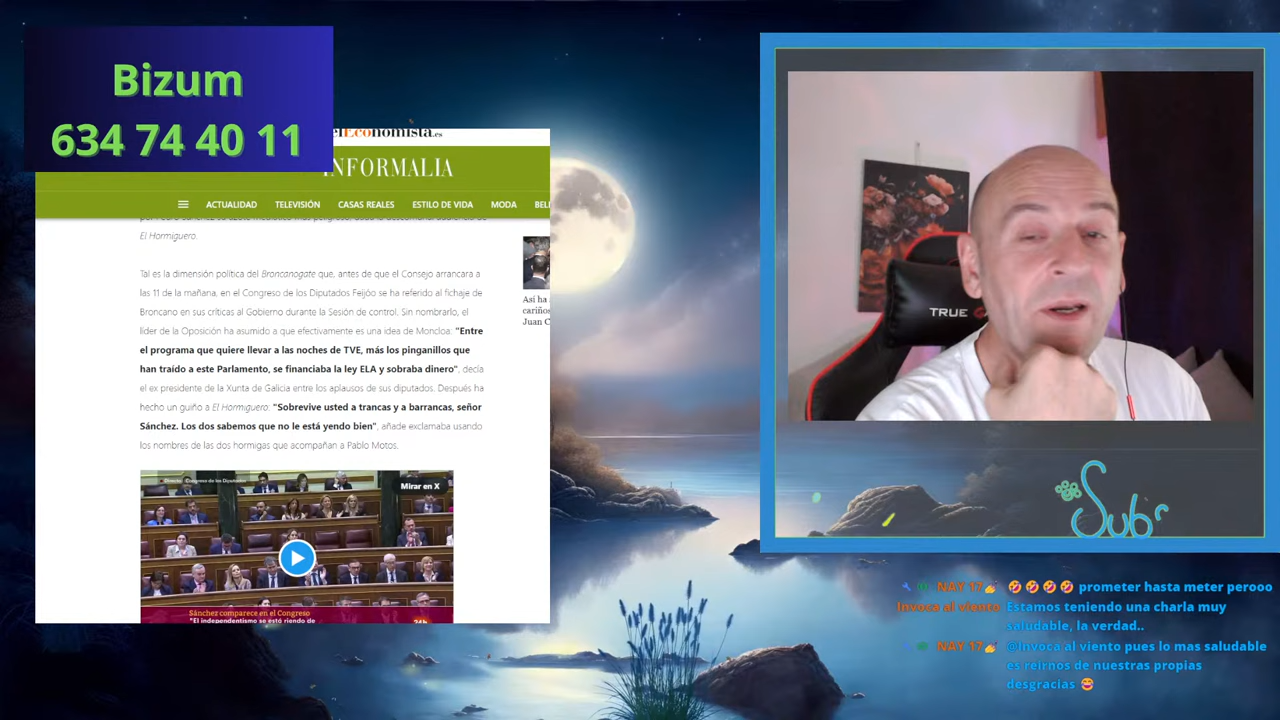 Bizum
634 74 40 11
elEconomista.es
INFORMALIA
ACTUALIDAD TELEVISIÓN CASAS REALES ESTILO DE VIDA MODA BEL
El Hormiguero.
Tal es la dimensión política del Broncanogate que, antes de que el Consejo arrancara a
las 11 de la mañana, en el Congreso de los Diputados Feijóo se ha referido al fichaje de
Broncano en sus críticas al Gobierno durante la Sesión de control. Sin nombrarlo, el
líder de la Oposición ha asumido a que efectivamente es una idea de Moncloa: "Entre
el programa que quiere llevar a las noches de TVE, más los pinganillos que
han traído a este Parlamento, se financiaba la ley ELA y sobraba dinero", decía
el ex presidente de la Xunta de Galicia entre los aplausos de sus diputados. Después ha
hecho un guiño a El Hormiguero: "Sobrevive usted a trancas y a barrancas, señor
Sánchez. Los dos sabemos que no le está yendo bien", añade exclamaba usando
los nombres de las dos hormigas que acompañan a Pablo Motos.
Así ha
cariños
Juan C
Directo Congreso de los Diputados
Mirar en X
Sánchez comparece en el Congreso
"El independentismo se está riendo de
24h
TRUE
Subs
NAY 17 🤣 🤣 🤣 🤣 prometer hasta meter perooo
Invoca al viento Estamos teniendo una charla muy
saludable, la verdad..
NAY 17 @Invoca al viento pues lo mas saludable
es reirnos de nuestras propias
desgracias 😂